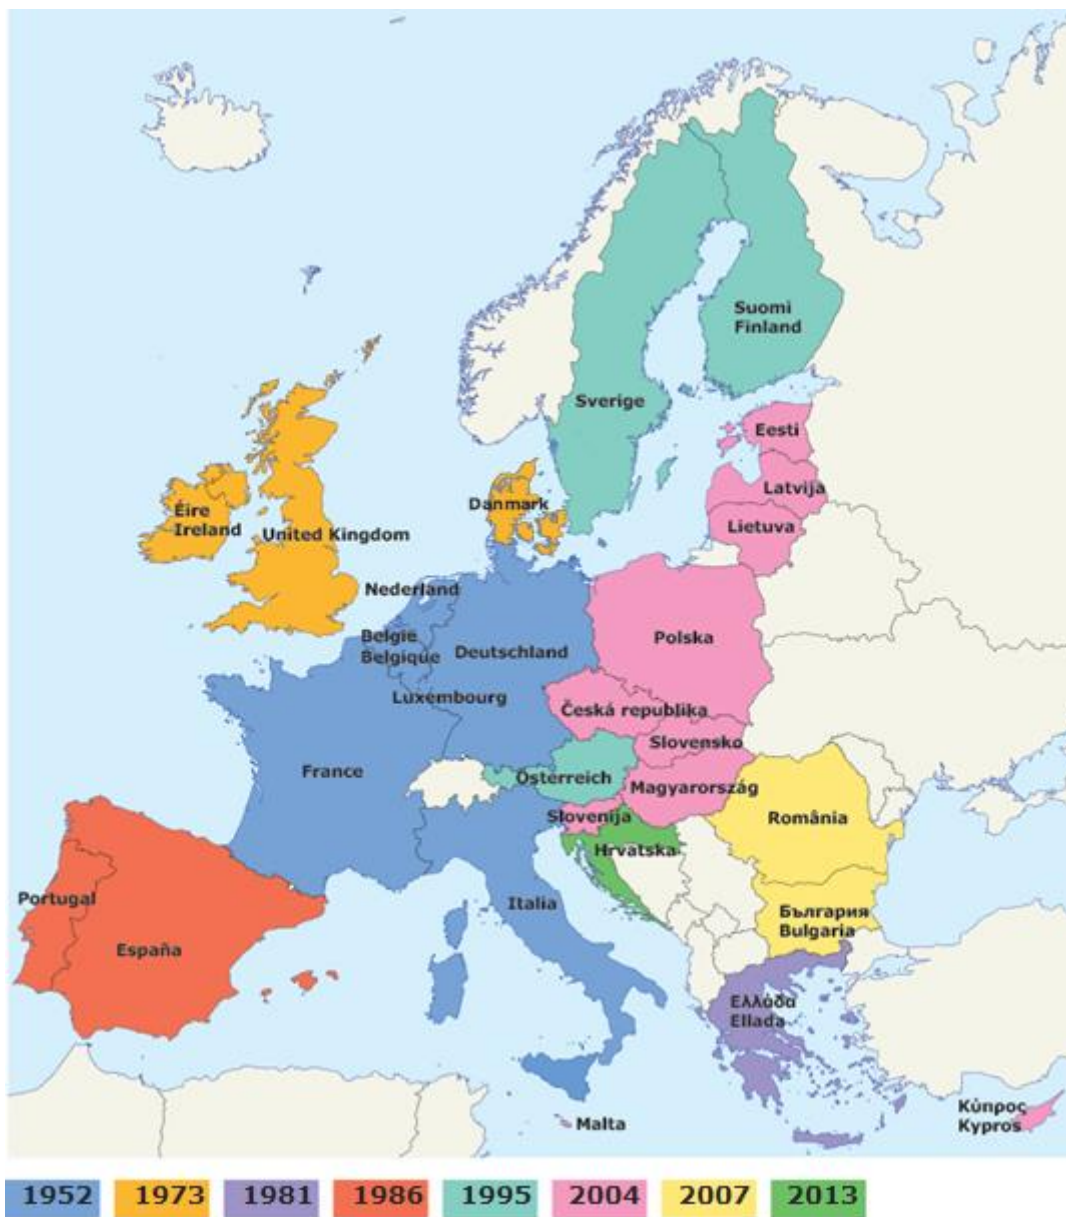 Suomi
Finland
Sverige
Eesti
Latvija
Lietuva
Danmark
Éire
Ireland
United Kingdom
Nederland
België
Belgique
Deutschland
Luxembourg
Polska
Česká republika
Slovensko
France
Österreich
Magyarország
Slovenija
Hrvatska
România
Portugal
España
Italia
България
Bulgaria
Ελλάδα
Ellada
Malta
Κύπρος
Kypros
1952 1973 1981 1986 1995 2004 2007 2013